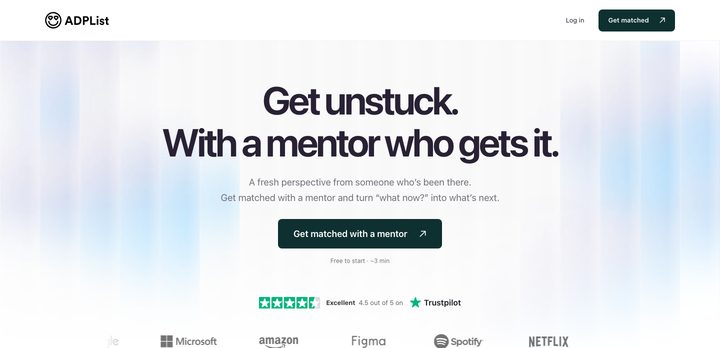 ADPList
Log in
Get matched
Get unstuck.
With a mentor who gets it.
A fresh perspective from someone who's been there.
Get matched with a mentor and turn “what now?” into what's next.
Get matched with a mentor
Free to start · ~3 min
Excellent 4.5 out of 5 on Trustpilot
Microsoft amazon Figma Spotify NETFLIX